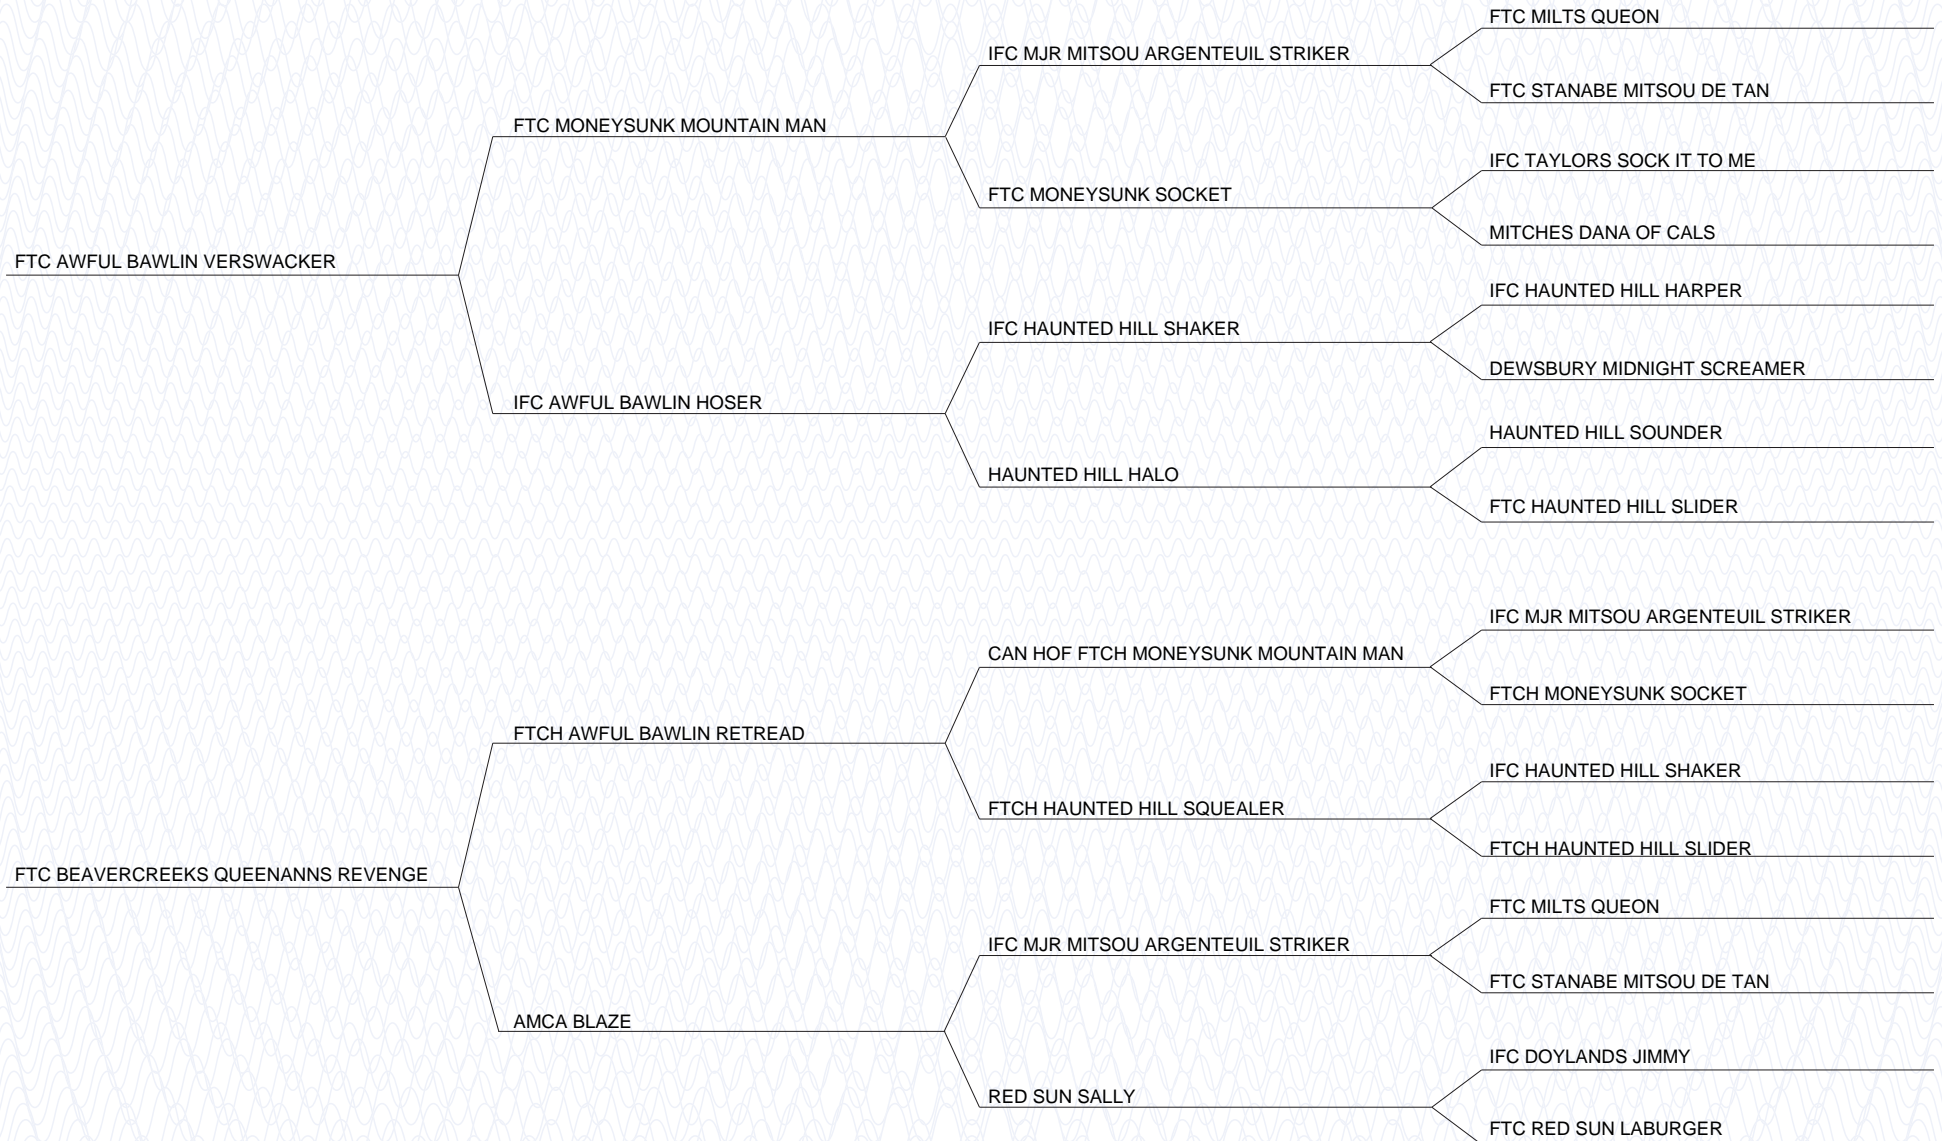 FTC MILTS QUEON
IFC MJR MITSOU ARGENTEUIL STRIKER
FTC STANABE MITSOU DE TAN
FTC MONEYSUNK MOUNTAIN MAN
IFC TAYLORS SOCK IT TO ME
FTC MONEYSUNK SOCKET
MITCHES DANA OF CALS
FTC AWFUL BAWLIN VERSWACKER
IFC HAUNTED HILL HARPER
IFC HAUNTED HILL SHAKER
DEWSBURY MIDNIGHT SCREAMER
IFC AWFUL BAWLIN HOSER
HAUNTED HILL SOUNDER
HAUNTED HILL HALO
FTC HAUNTED HILL SLIDER
IFC MJR MITSOU ARGENTEUIL STRIKER
CAN HOF FTCH MONEYSUNK MOUNTAIN MAN
FTCH MONEYSUNK SOCKET
FTCH AWFUL BAWLIN RETREAD
IFC HAUNTED HILL SHAKER
FTCH HAUNTED HILL SQUEALER
FTCH HAUNTED HILL SLIDER
FTC BEAVERCREEKS QUEENANNS REVENGE
FTC MILTS QUEON
IFC MJR MITSOU ARGENTEUIL STRIKER
FTC STANABE MITSOU DE TAN
AMCA BLAZE
IFC DOYLANDS JIMMY
RED SUN SALLY
FTC RED SUN LABURGER